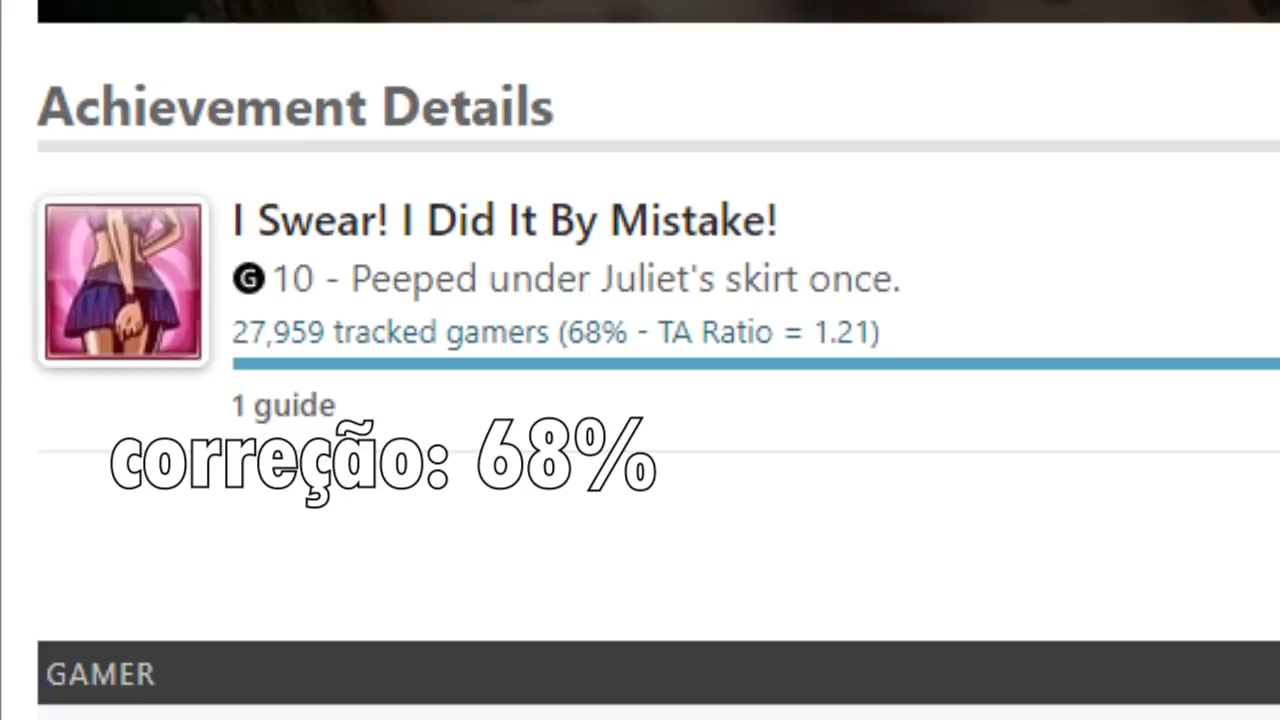 Achievement Details
I Swear! I Did It By Mistake!
G 10 - Peeped under Juliet's skirt once.
27,959 tracked gamers (68% - TA Ratio = 1.21)
1 guide
correção: 68%
GAMER